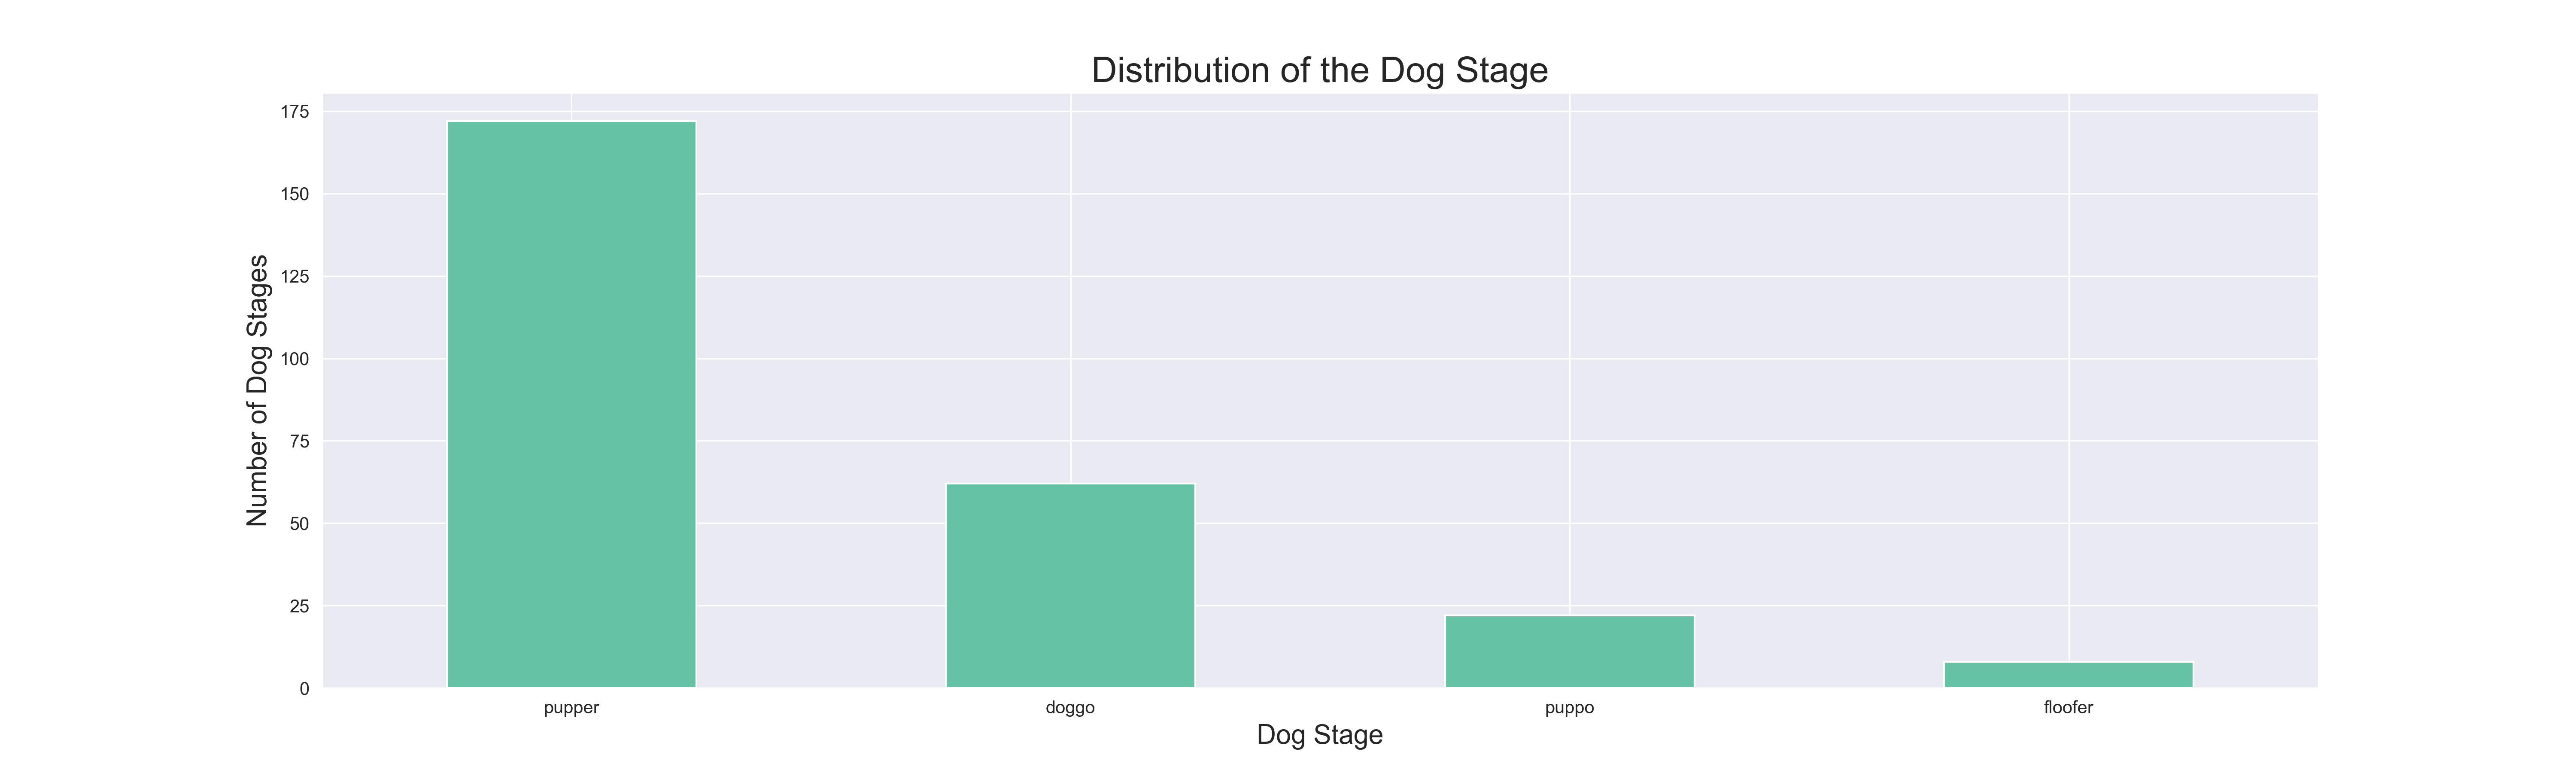 Distribution of the Dog Stage
Number of Dog Stages
175
150
125
100
75
50
25
0
pupper doggo puppo floofer
Dog Stage